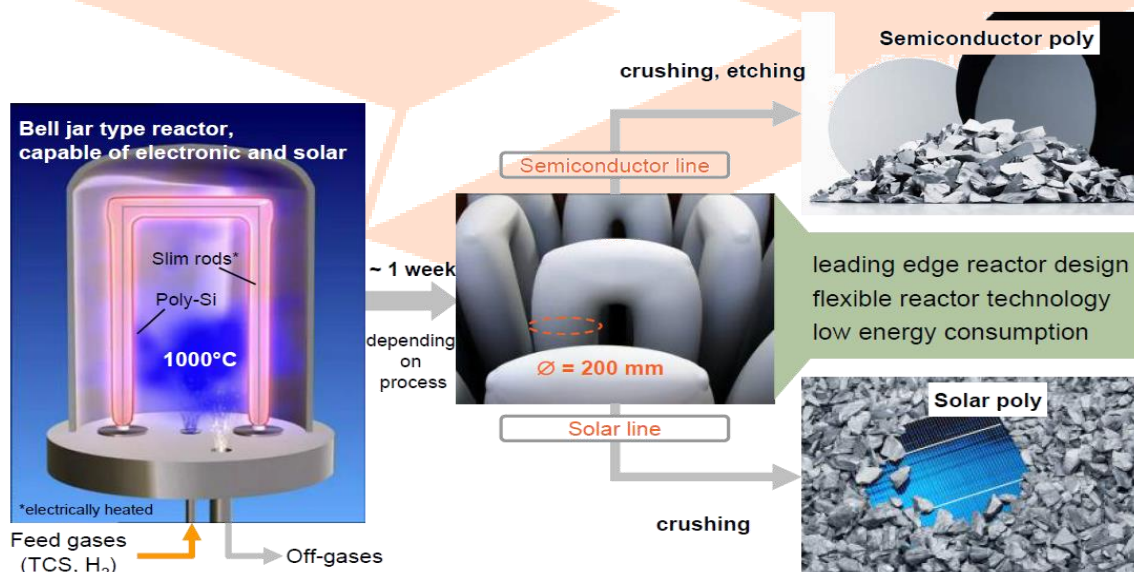 Bell jar type reactor,
capable of electronic and solar
Slim rods*
Poly-Si
1000°C
*electrically heated
Feed gases
(TCS, H₂)
Off-gases
~ 1 week
depending
on
process
crushing, etching
Semiconductor line
Ø = 200 mm
Solar line
crushing
Semiconductor poly
leading edge reactor design
flexible reactor technology
low energy consumption
Solar poly